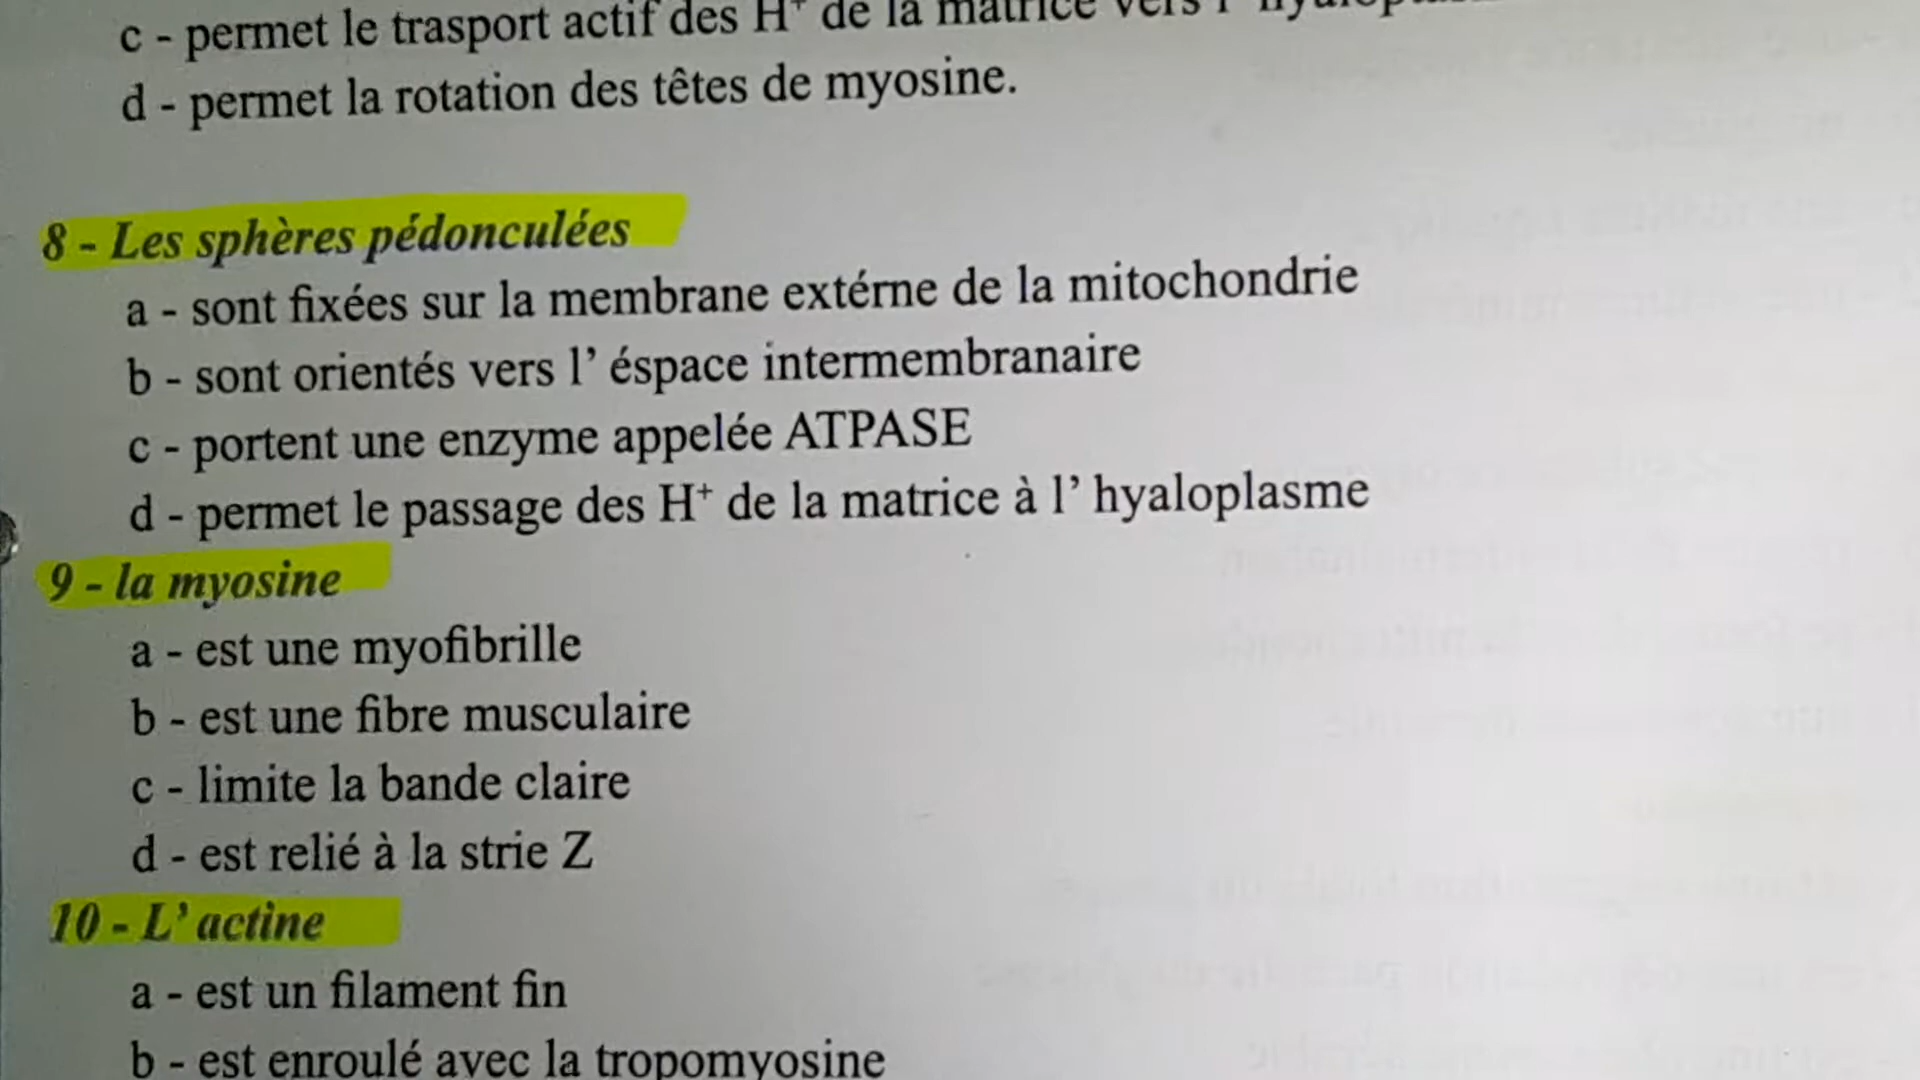 c - permet le trasport actif des H⁺ de la matrice vers l'
d - permet la rotation des têtes de myosine.
8 - Les sphères pédonculées
a - sont fixées sur la membrane extérne de la mitochondrie
b - sont orientés vers l' éspace intermembranaire
c - portent une enzyme appelée ATPASE
d - permet le passage des H⁺ de la matrice à l' hyaloplasme
9 - la myosine
a - est une myofibrille
b - est une fibre musculaire
c - limite la bande claire
d - est relié à la strie Z
10 - L' actine
a - est un filament fin
b - est enroulé avec la tropomyosine